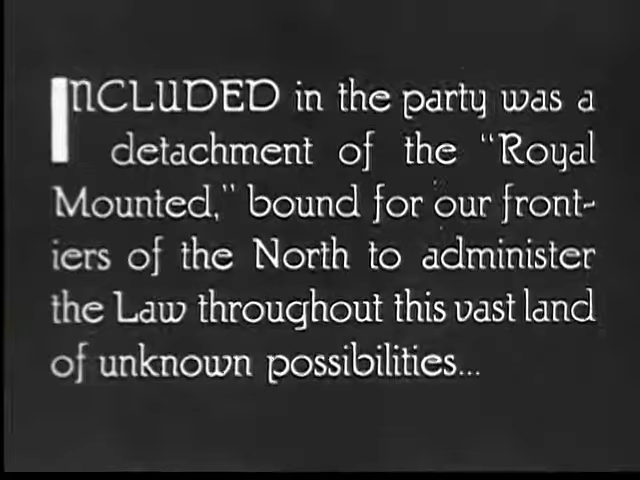 INCLUDED in the party was a
detachment of the "Royal
Mounted," bound for our front-
iers of the North to administer
the Law throughout this vast land
of unknown possibilities...